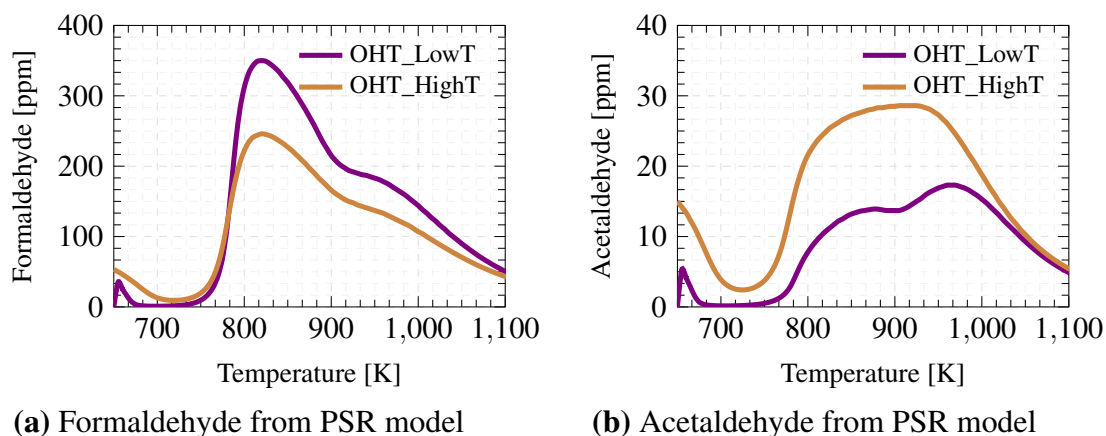 400
300
200
100
0
Formaldehyde [ppm]
OHT_LowT
OHT_HighT
700 800 900 1,000 1,100
Temperature [K]
(a) Formaldehyde from PSR model
40
30
20
10
0
Acetaldehyde [ppm]
OHT_LowT
OHT_HighT
700 800 900 1,000 1,100
Temperature [K]
(b) Acetaldehyde from PSR model